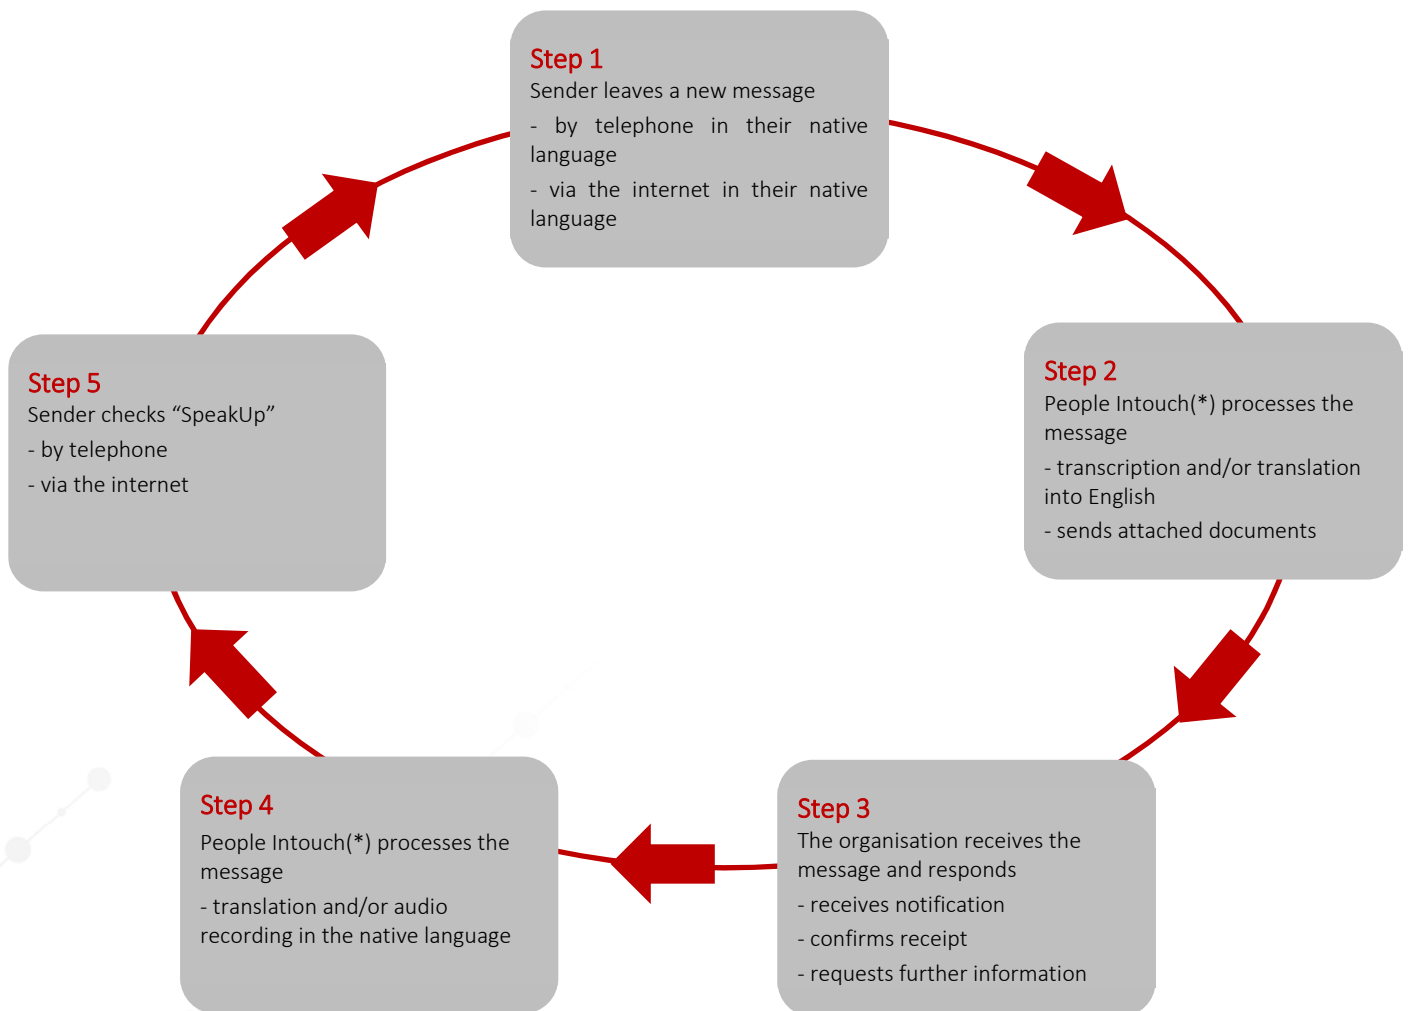 Step 1
Sender leaves a new message
- by telephone in their native
language
- via the internet in their native
language
Step 2
People Intouch(*) processes the
message
- transcription and/or translation
into English
- sends attached documents
Step 3
The organisation receives the
message and responds
- receives notification
- confirms receipt
- requests further information
Step 4
People Intouch(*) processes the
message
- translation and/or audio
recording in the native language
Step 5
Sender checks “SpeakUp”
- by telephone
- via the internet